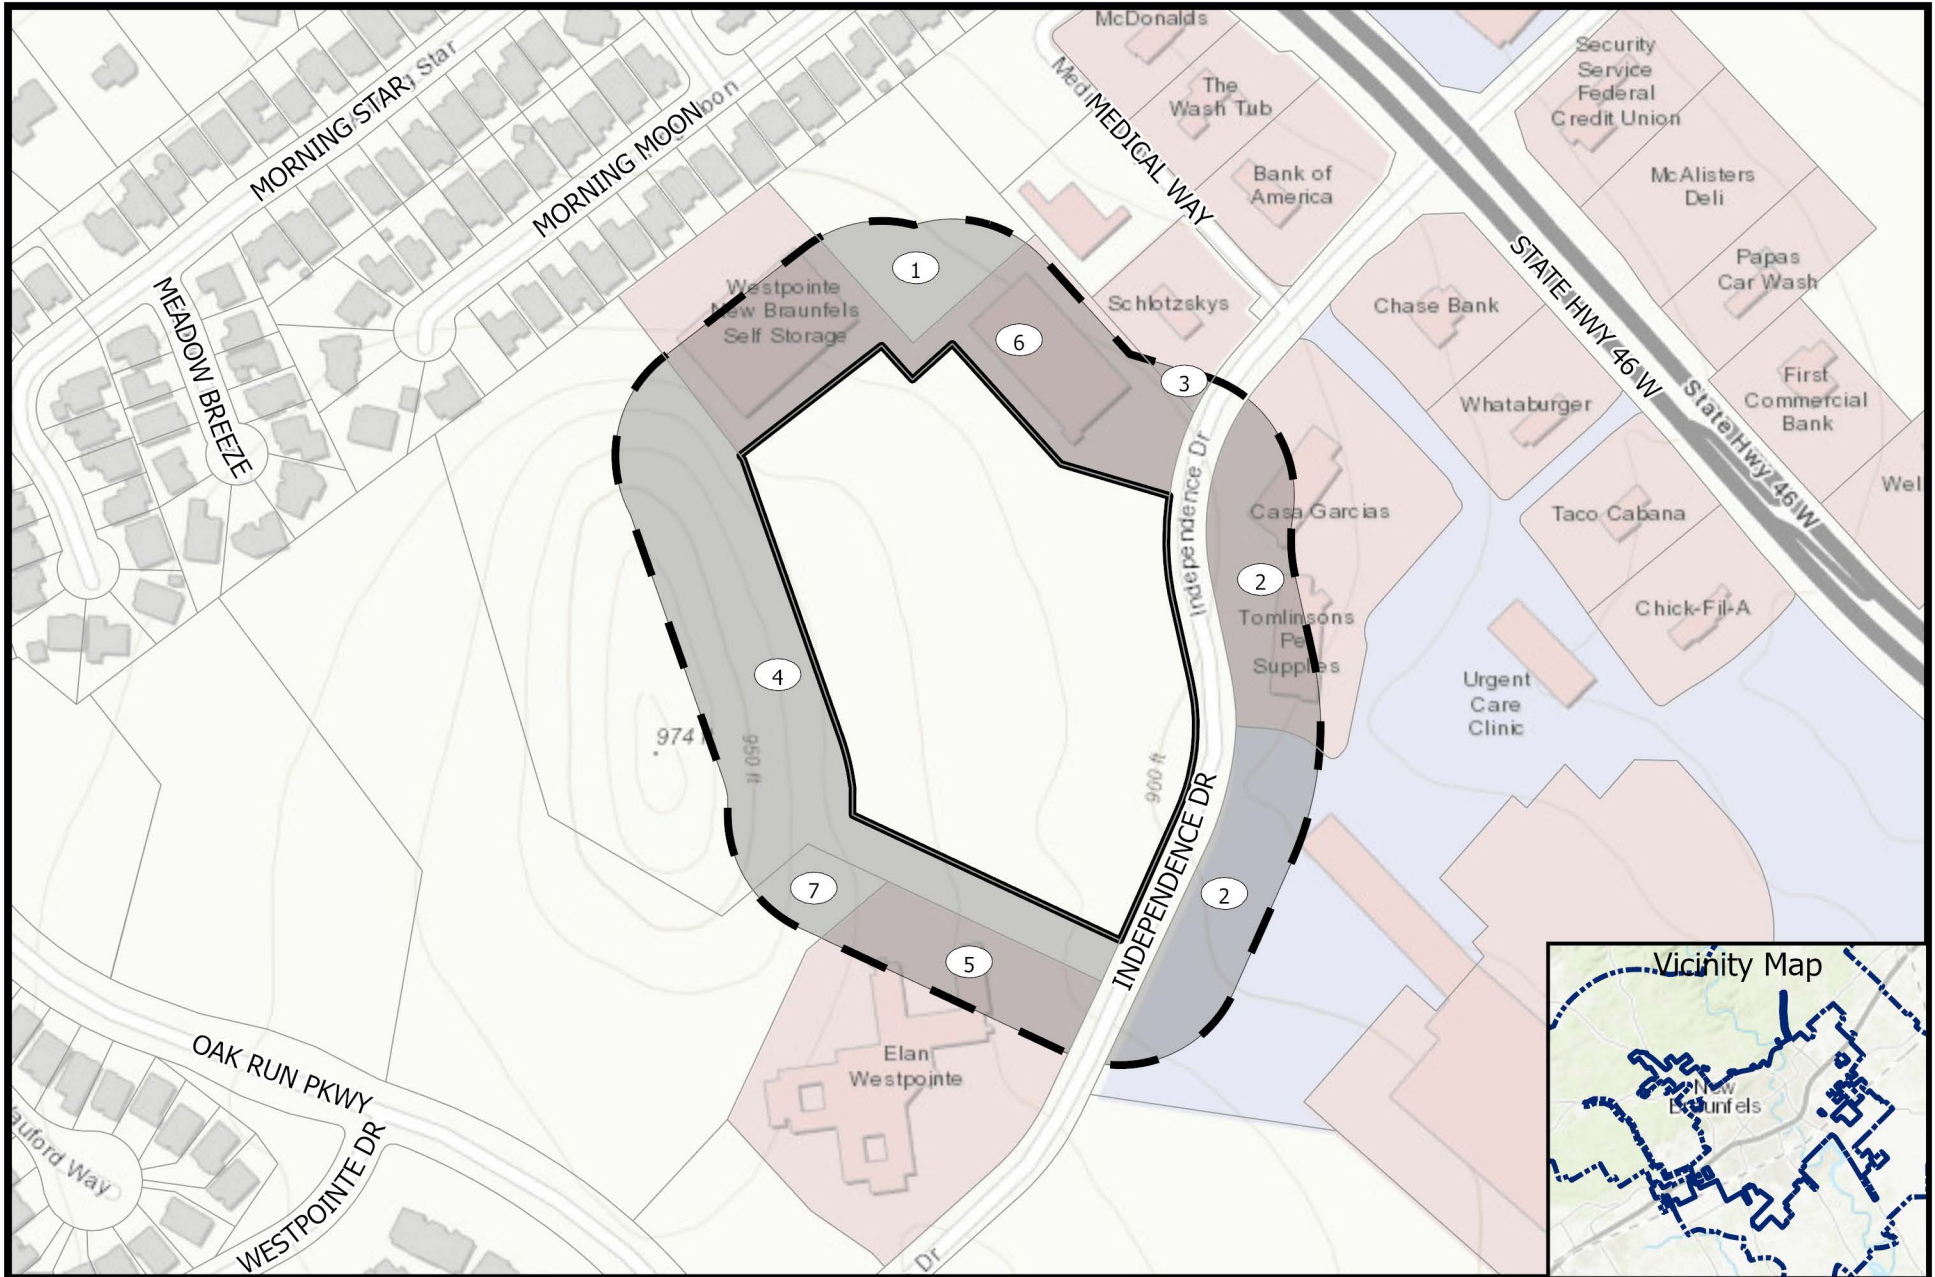 McDonalds
Security
Service
Federal
Credit Union
MORNING STAR
Star
The
Wash Tub
MORNING MOON
Medi
MEDICAL WAY
Bank of
America
McAlisters
Deli
Papas
Car Wash
STATE HWY 46 W
1
MEADOW BREEZE
Westpointe
New Braunfels
Self Storage
Schlotzskys
Chase Bank
6
3
First
Commercial
Bank
Whataburger
State Hwy 46 W
Independence Dr
Wel
Casa Garcias
Taco Cabana
2
Tomlinsons
Pe
Supplies
Chick-Fil-A
4
Urgent
Care
Clinic
974 f
950 ft
900 ft
INDEPENDENCE DR
7
2
5
Vicinity Map
OAK RUN PKWY
Elan
Westpointe
New
Braunfels
auford Way
WESTPOINTE DR
Dr